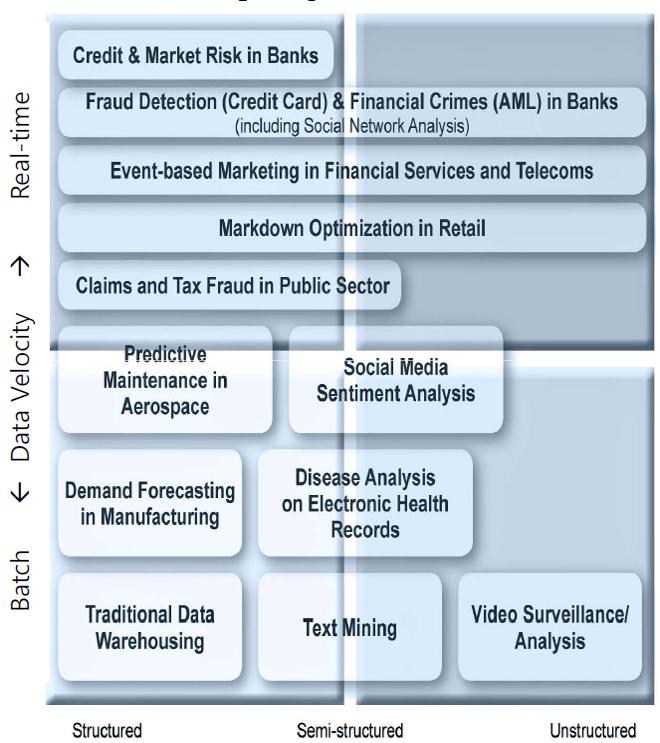 Credit & Market Risk in Banks
Fraud Detection (Credit Card) & Financial Crimes (AML) in Banks
(including Social Network Analysis)
Event-based Marketing in Financial Services and Telecoms
Markdown Optimization in Retail
Claims and Tax Fraud in Public Sector
Predictive
Maintenance in
Aerospace
Social Media
Sentiment Analysis
Demand Forecasting
in Manufacturing
Disease Analysis
on Electronic Health
Records
Traditional Data
Warehousing
Text Mining
Video Surveillance/
Analysis
Batch ← Data Velocity → Real-time
Structured
Semi-structured
Unstructured